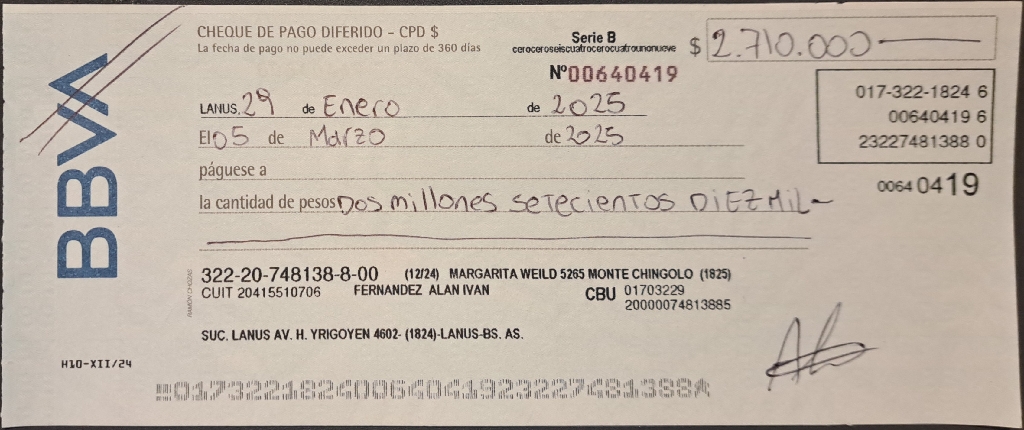 BBVA
CHEQUE DE PAGO DIFERIDO - CPD $
La fecha de pago no puede exceder un plazo de 360 días
Serie B
ceroceroseiscuatrocerocuatrounonueve
Nº00640419
$ 2.710.000
017-322-1824 6
00640419 6
23227481388 0
0064 0419
LANUS, 29 de Enero de 2025
El 05 de Marzo de 2025
páguese a
la cantidad de pesos Dos millones setecientos DIEZ MIL
322-20-748138-8-00 (12/24) MARGARITA WEILD 5265 MONTE CHINGOLO (1825)
CUIT 20415510706 FERNANDEZ ALAN IVAN CBU 01703229
20000074813885
SUC. LANUS AV. H. YRIGOYEN 4602- (1824)-LANUS-BS. AS.
H10-XII/24
01732218240064041923227481388